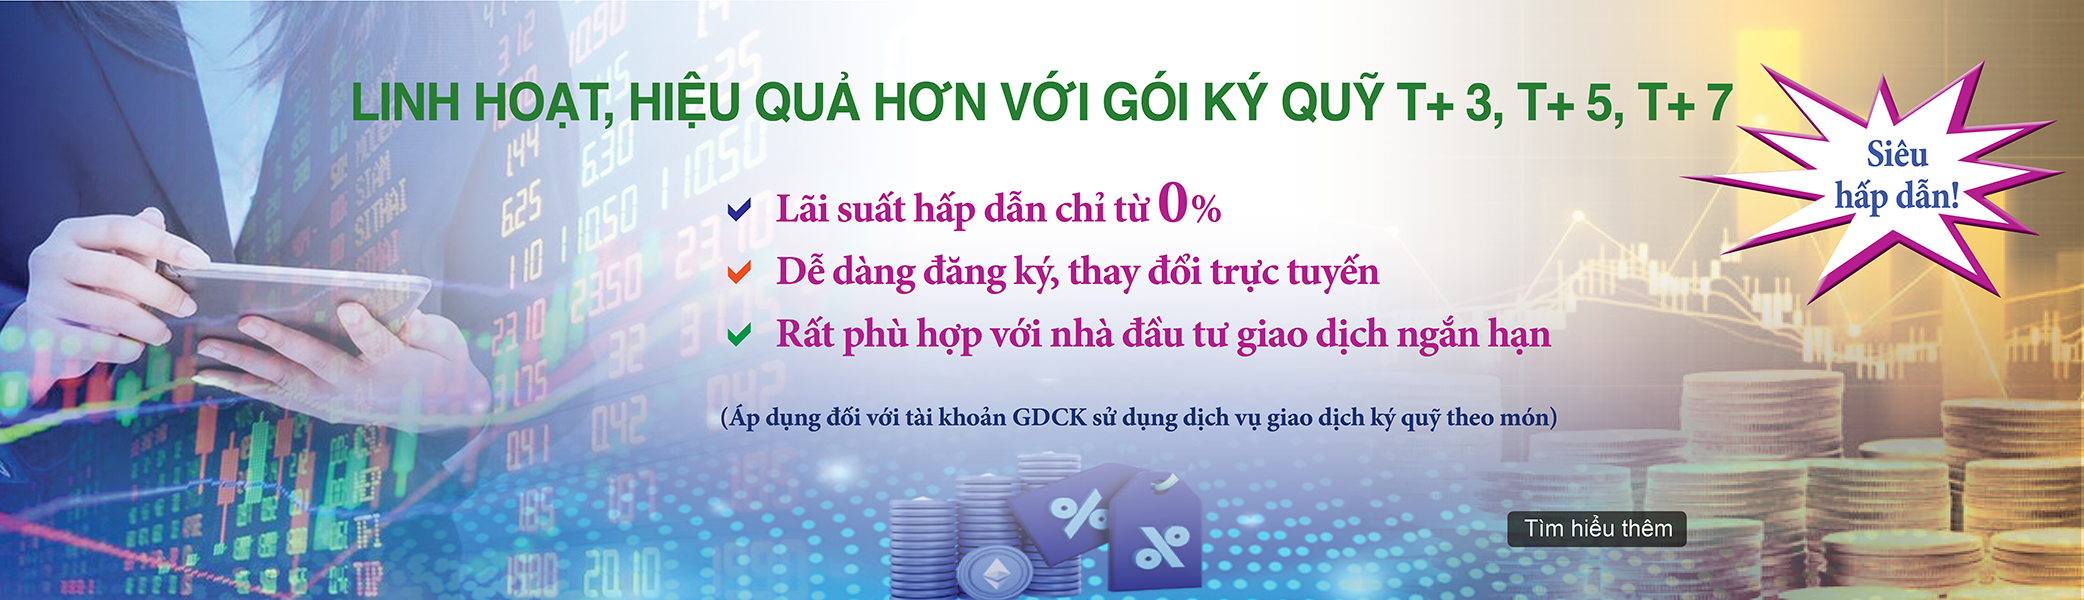 LINH HOẠT, HIỆU QUẢ HƠN VỚI GÓI KÝ QUỸ T+ 3, T+ 5, T+ 7
Siêu
hấp dẫn!
Lãi suất hấp dẫn chỉ từ 0%
Dễ dàng đăng ký, thay đổi trực tuyến
Rất phù hợp với nhà đầu tư giao dịch ngắn hạn
(Áp dụng đối với tài khoản GDCK sử dụng dịch vụ giao dịch ký quỹ theo món)
Tìm hiểu thêm